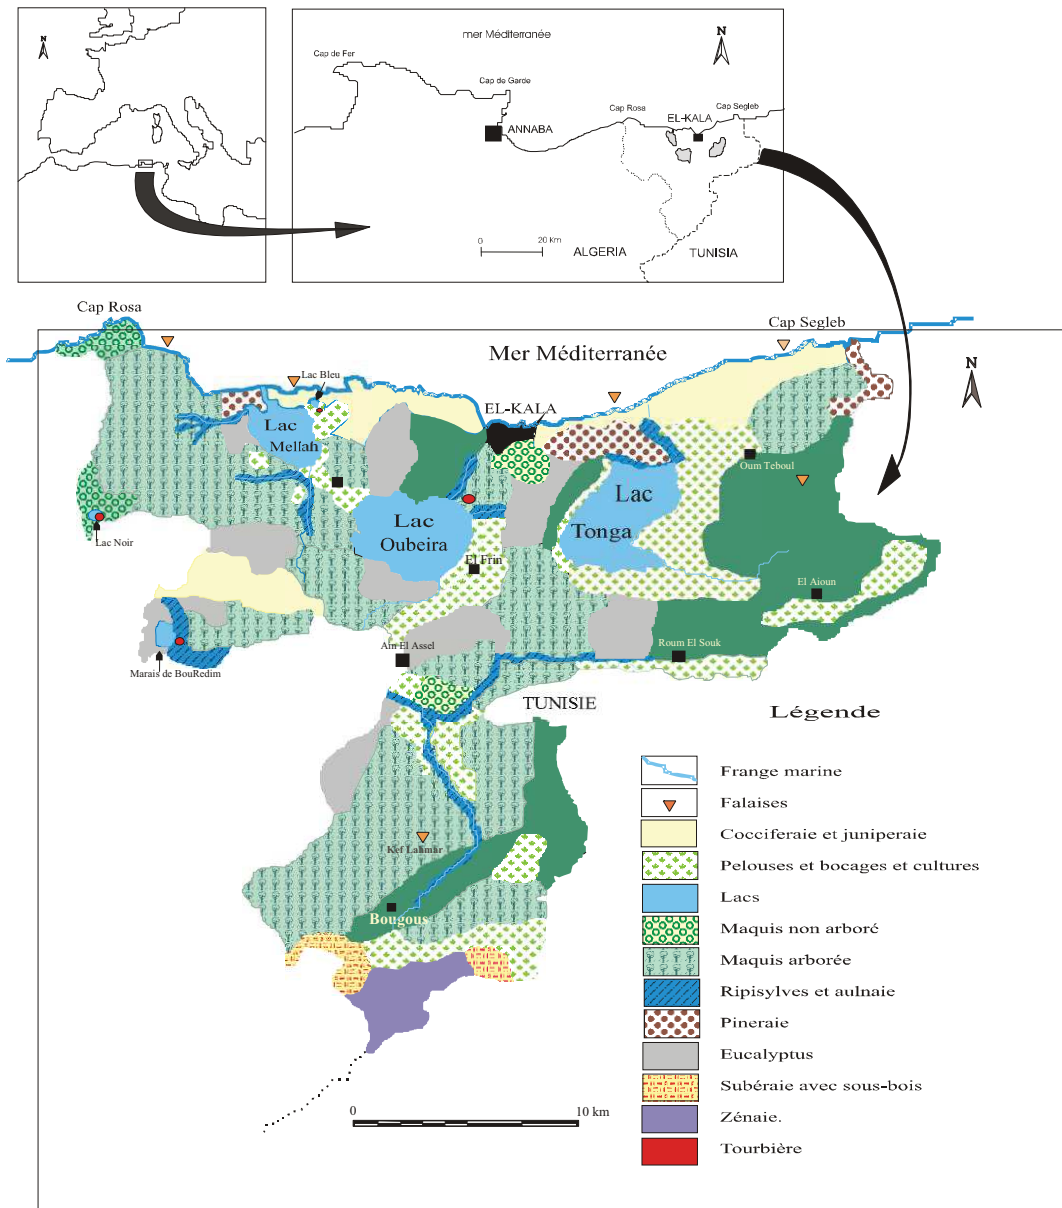 N
mer Méditerranée
N
Cap de Fer
Cap de Garde
Cap Rosa
Cap Segleb
EL-KALA
ANNABA
0 20 Km
ALGERIA
TUNISIA
Cap Rosa
Cap Segleb
Mer Méditerranée
N
Lac Bleu
EL-KALA
Lac
Mellah
Oum Teboul
Lac
Tonga
Lac
Oubeira
Lac Noir
El Frin
El Aioun
Ain El Assel
Roum El Souk
Marais de BouRedim
TUNISIE
Légende
Frange marine
Falaises
Cocciferaie et juniperaie
Pelouses et bocages et cultures
Lacs
Maquis non arboré
Maquis arborée
Ripisylves et aulnaie
Pineraie
Eucalyptus
Subéraie avec sous-bois
Zénaie.
Tourbière
Bougous
0 10 km